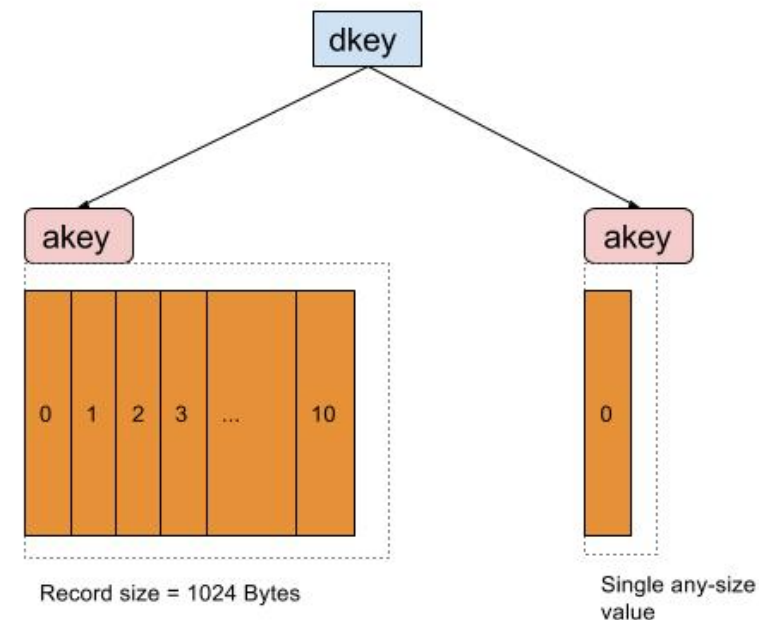 dkey
akey
akey
0 1 2 3 ... 10
0
Record size = 1024 Bytes
Single any-size
value